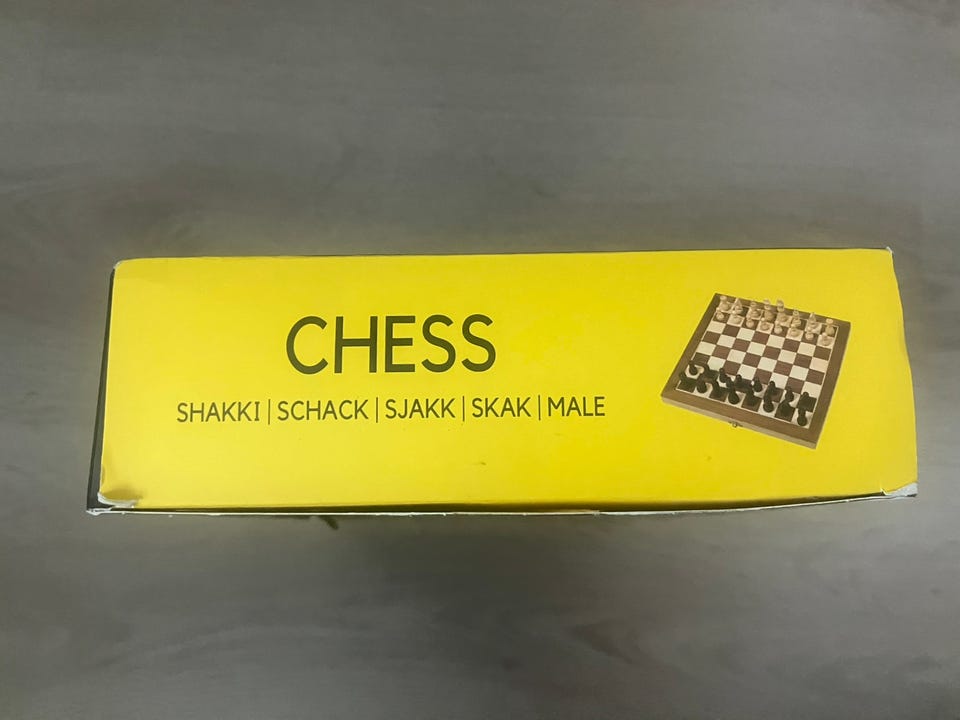 CHESS
SHAKKI | SCHACK | SJAKK | SKAK | MALE